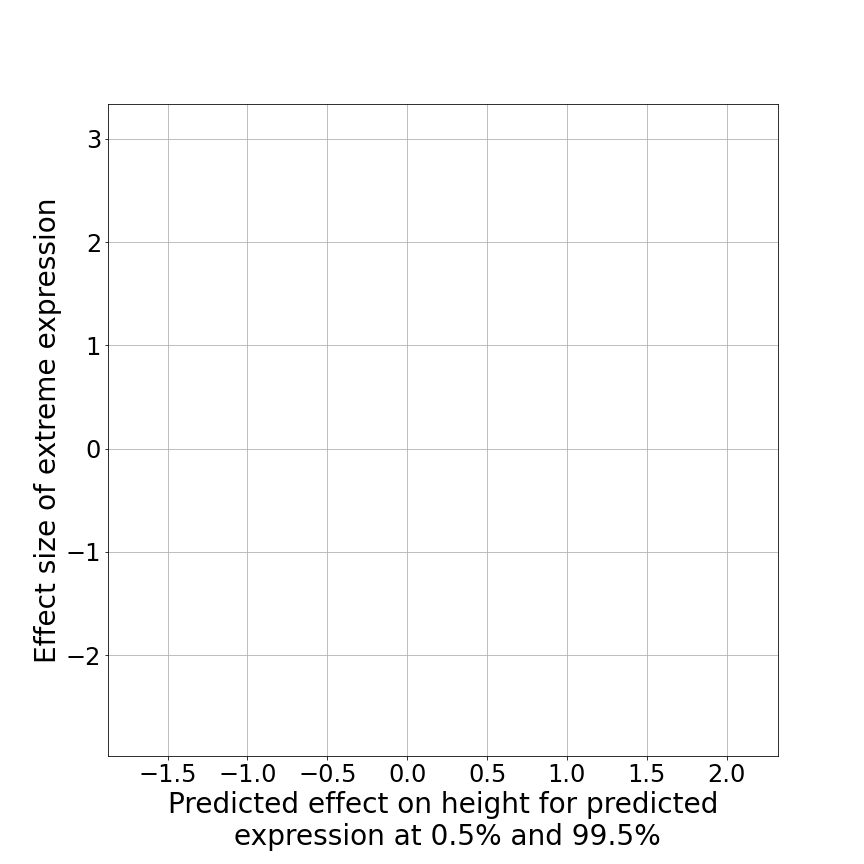 Effect size of extreme expression
3
2
1
0
−1
−2
−1.5 −1.0 −0.5 0.0 0.5 1.0 1.5 2.0
Predicted effect on height for predicted
expression at 0.5% and 99.5%